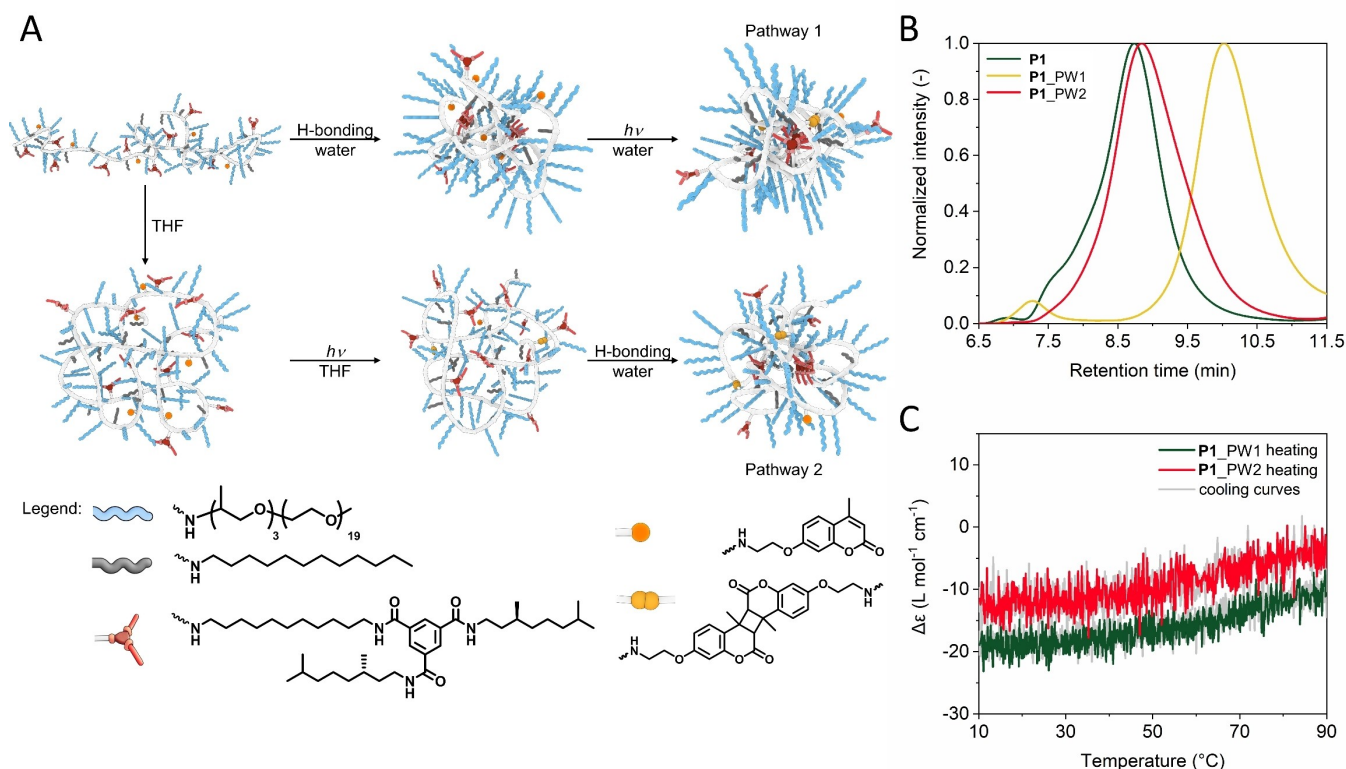 A
Pathway 1
H-bonding
water
hν
water
THF
hν
THF
H-bonding
water
Pathway 2
Legend:
N
H
O
3
O
19
N
H
N
H
O
O
N
H
N
H
NH
O
H
N
O
O
O
O
O
O
N
H
H
N
O
O
O
B
Normalized intensity (-)
1.0
0.8
0.6
0.4
0.2
0.0
P1
P1_PW1
P1_PW2
6.5 7.5 8.5 9.5 10.5 11.5
Retention time (min)
C
Δε (L mol⁻¹ cm⁻¹)
10
0
-10
-20
-30
P1_PW1 heating
P1_PW2 heating
cooling curves
10 30 50 70 90
Temperature (°C)